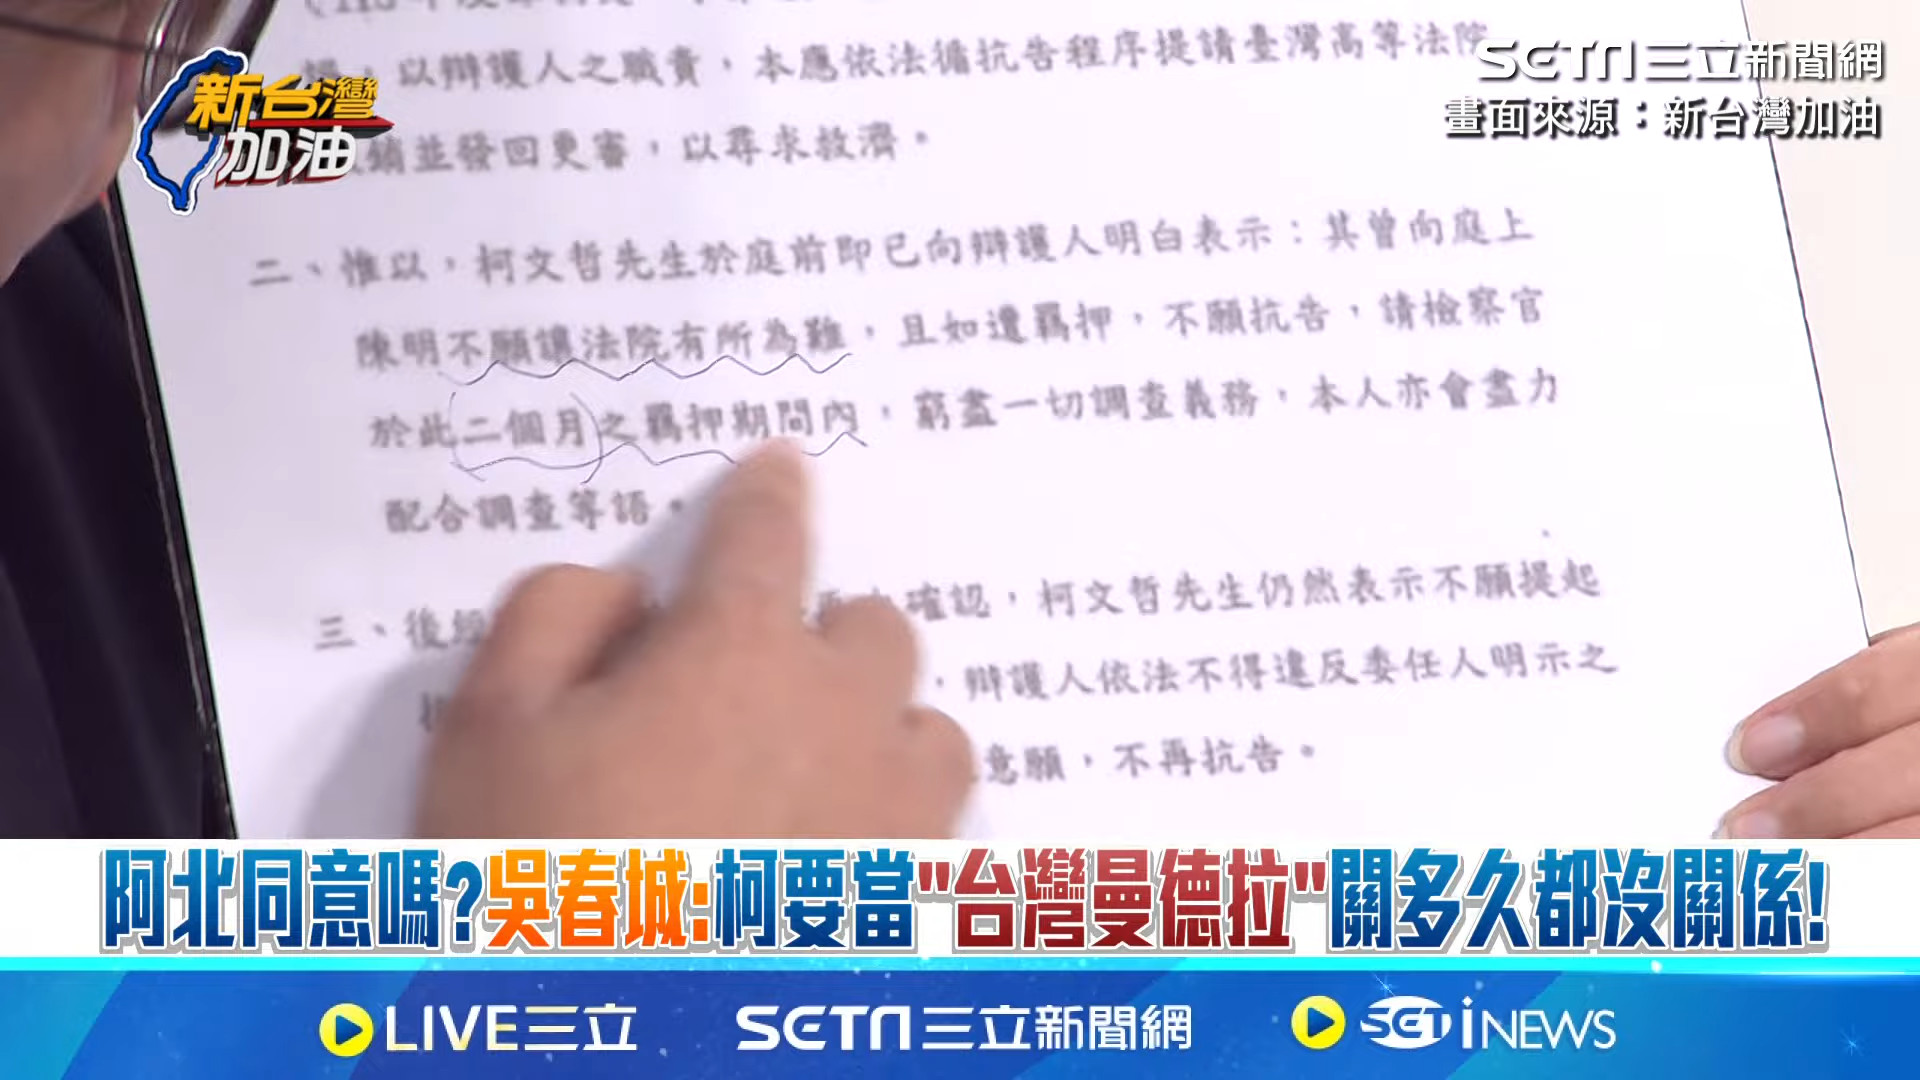 以辯護人之職責，本應依法循抗告程序提請臺灣高等法院
銷並發回更審，以尋求救濟。
二、惟以，柯文哲先生於庭前即已向辯護人明白表示：其曾向庭上
陳明不願讓法院有所為難，且如遭羈押，不願抗告，請檢察官
於此二個月之羈押期間內，窮盡一切調查義務，本人亦會盡力
配合調查等語。
三、後經 確認，柯文哲先生仍然表示不願提起
，辯護人依法不得違反委任人明示之
意願，不再抗告。
新台灣
加油
SETN三立新聞網
畫面來源：新台灣加油
阿北同意嗎?吳春城:柯要當"台灣曼德拉"關多久都沒關係!
LIVE三立 SETN三立新聞網 SET iNEWS